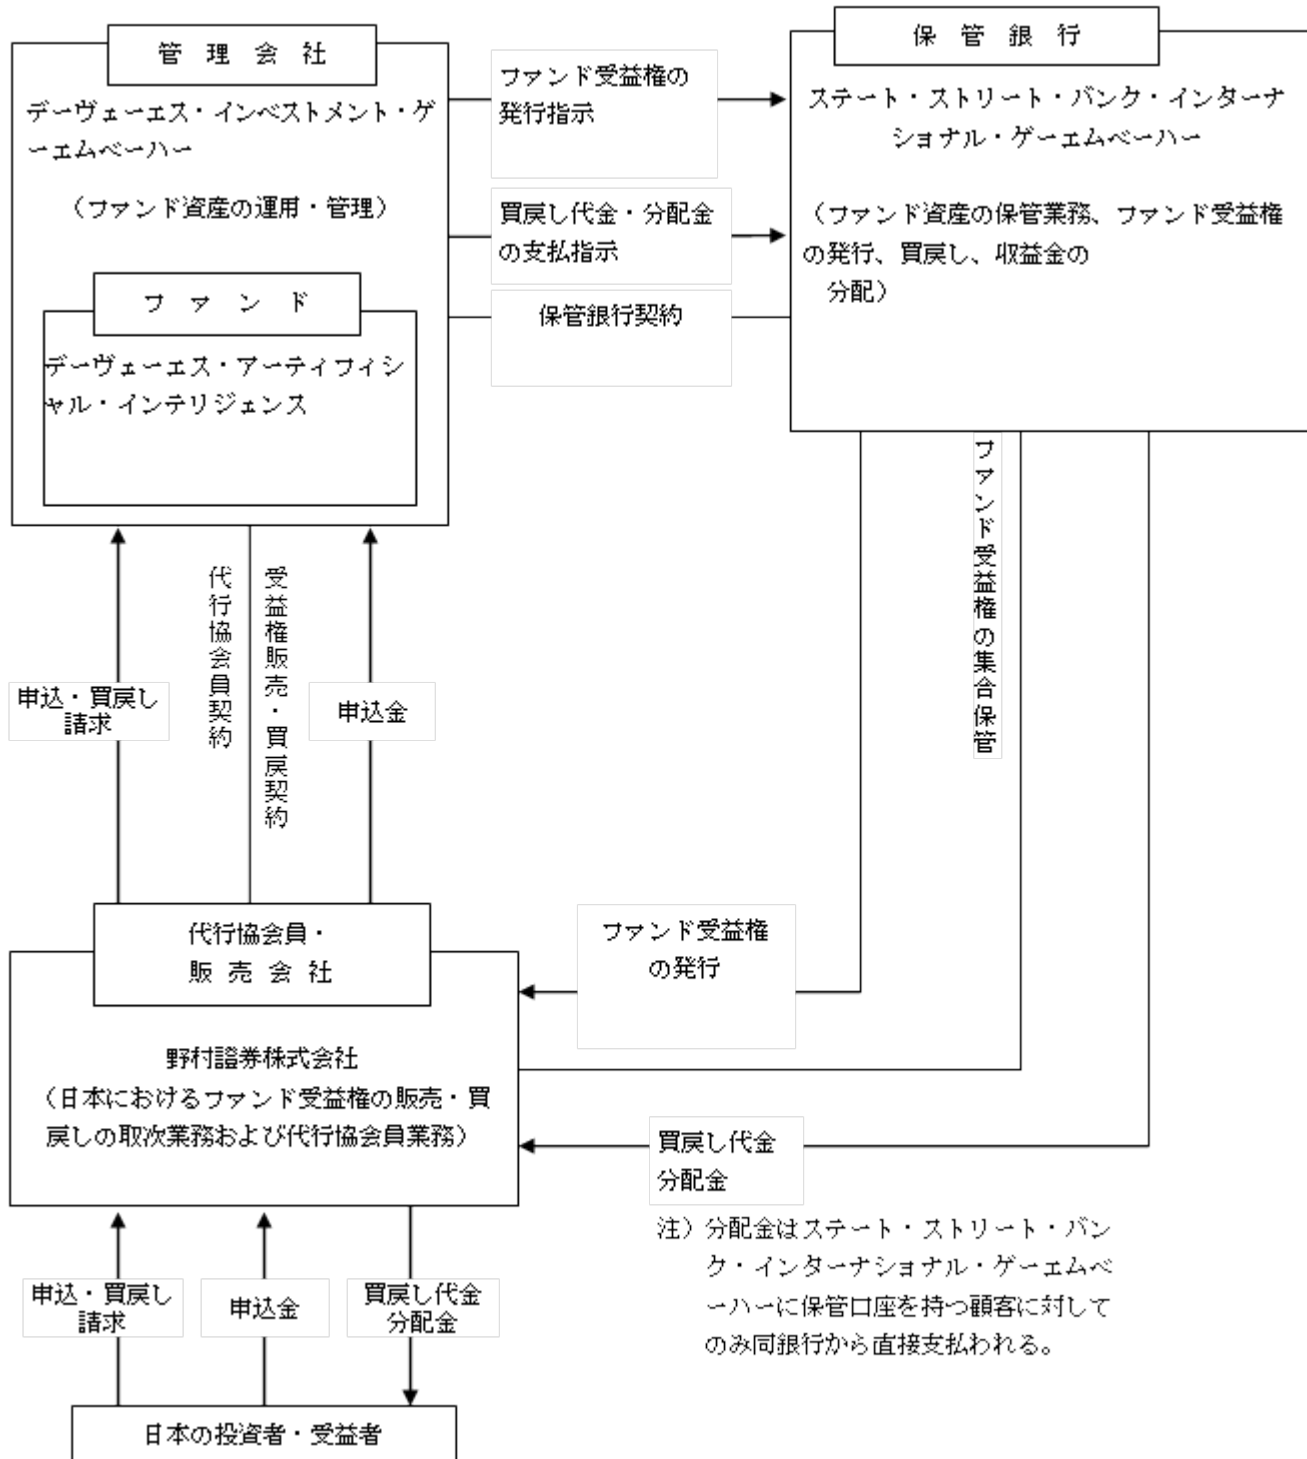 管 理 会 社
デーヴェーエス・インベストメント・ゲ
ーエムベーハー
（ファンド資産の運用・管理）
フ ァ ン ド
デーヴェーエス・アーティフィシ
ャル・インテリジェンス
ファンド受益権の
発行指示
買戻し代金・分配金
の支払指示
保管銀行契約
保 管 銀 行
ステート・ストリート・バンク・インターナ
ショナル・ゲーエムベーハー
（ファンド資産の保管業務、ファンド受益権
の発行、買戻し、収益金の
分配）
ファンド受益権の集合保管
申込・買戻し
請求
代行協会員契約
受益権販売・買戻契約
申込金
代行協会員・
販 売 会 社
野村證券株式会社
（日本におけるファンド受益権の販売・買
戻しの取次業務および代行協会員業務）
ファンド受益権
の発行
買戻し代金
分配金
注）分配金はステート・ストリート・バン
ク・インターナショナル・ゲーエムベ
ーハーに保管口座を持つ顧客に対して
のみ同銀行から直接支払われる。
申込・買戻し
請求
申込金
買戻し代金
分配金
日本の投資者・受益者